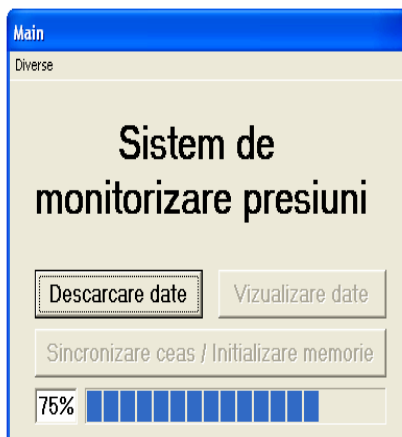 Main
Diverse
Sistem de
monitorizare presiuni
Descarcare date
Vizualizare date
Sincronizare ceas / Initializare memorie
75%